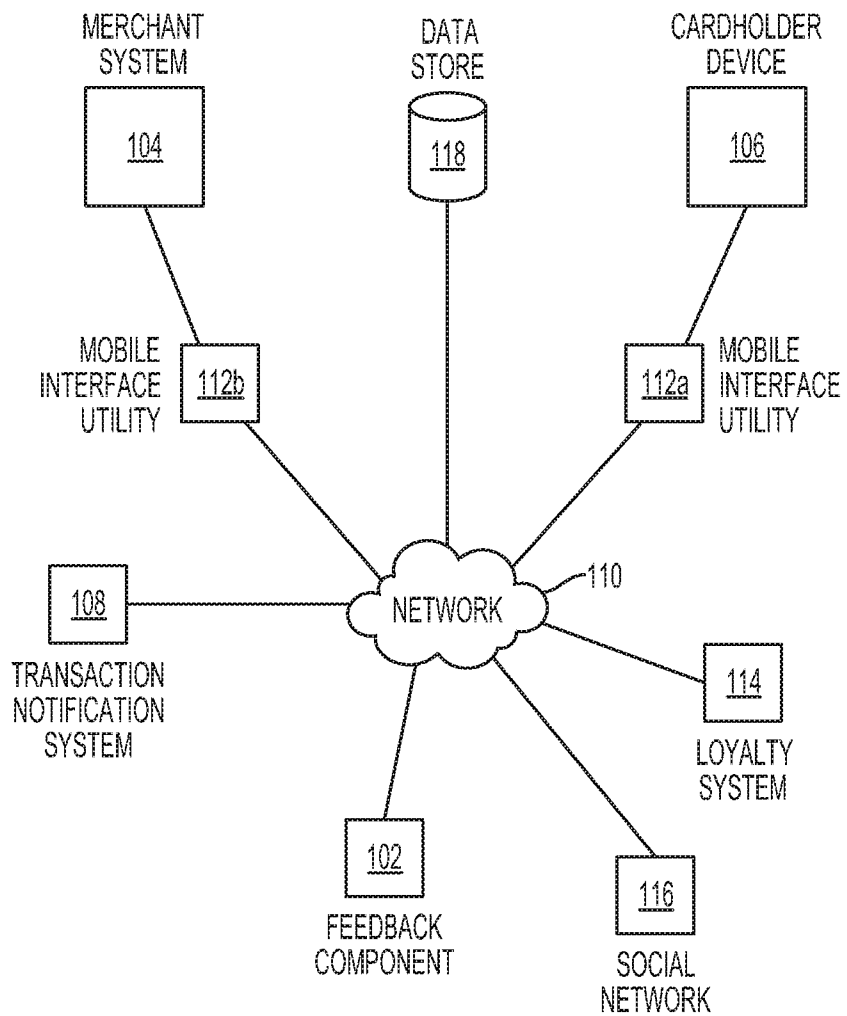 MERCHANT
SYSTEM
104
DATA
STORE
118
CARDHOLDER
DEVICE
106
MOBILE
INTERFACE
UTILITY
112b
112a
MOBILE
INTERFACE
UTILITY
NETWORK
110
108
TRANSACTION
NOTIFICATION
SYSTEM
114
LOYALTY
SYSTEM
102
FEEDBACK
COMPONENT
116
SOCIAL
NETWORK